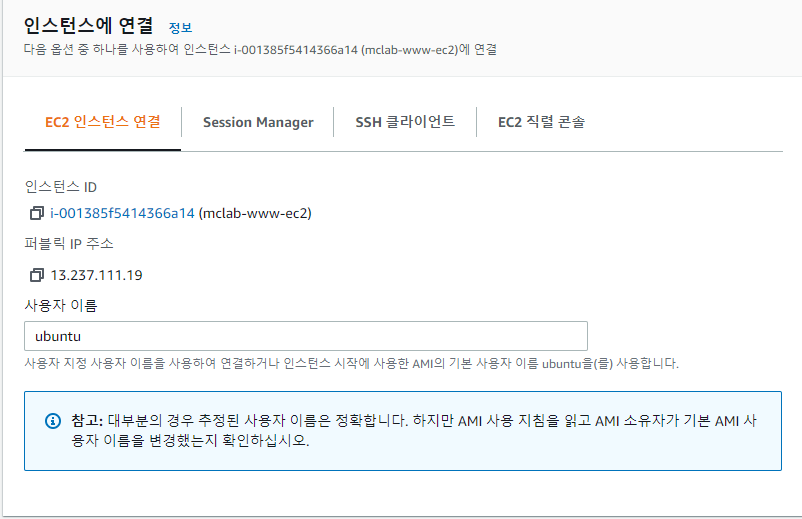 인스턴스에 연결 정보
다음 옵션 중 하나를 사용하여 인스턴스 i-001385f5414366a14 (mclab-www-ec2)에 연결
EC2 인스턴스 연결
Session Manager
SSH 클라이언트
EC2 직렬 콘솔
인스턴스 ID
i-001385f5414366a14 (mclab-www-ec2)
퍼블릭 IP 주소
13.237.111.19
사용자 이름
ubuntu
사용자 지정 사용자 이름을 사용하여 연결하거나 인스턴스 시작에 사용한 AMI의 기본 사용자 이름 ubuntu을(를) 사용합니다.
참고: 대부분의 경우 추정된 사용자 이름은 정확합니다. 하지만 AMI 사용 지침을 읽고 AMI 소유자가 기본 AMI 사
용자 이름을 변경했는지 확인하십시오.